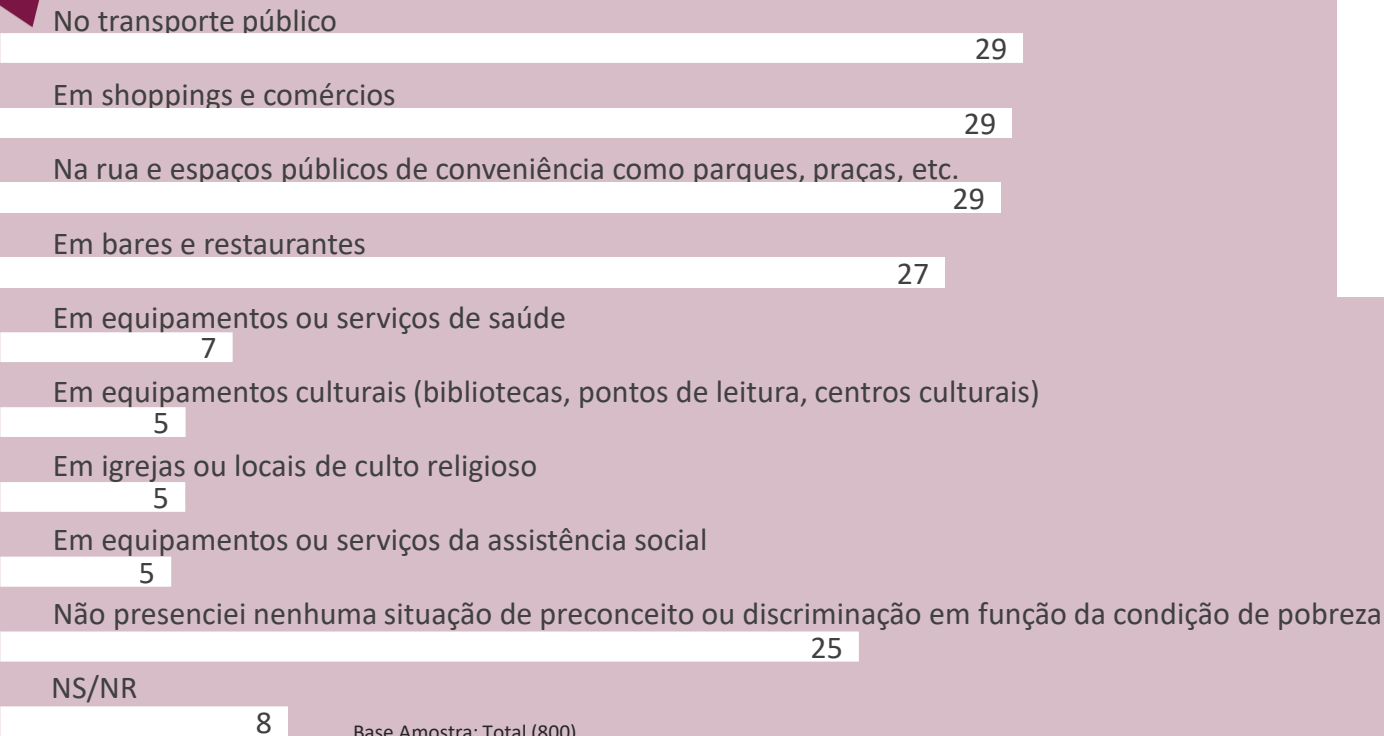 No transporte público
29
Em shoppings e comércios
29
Na rua e espaços públicos de conveniência como parques, praças, etc.
29
Em bares e restaurantes
27
Em equipamentos ou serviços de saúde
7
Em equipamentos culturais (bibliotecas, pontos de leitura, centros culturais)
5
Em igrejas ou locais de culto religioso
5
Em equipamentos ou serviços da assistência social
5
Não presenciei nenhuma situação de preconceito ou discriminação em função da condição de pobreza
25
NS/NR
8
Base Amostra: Total (800)